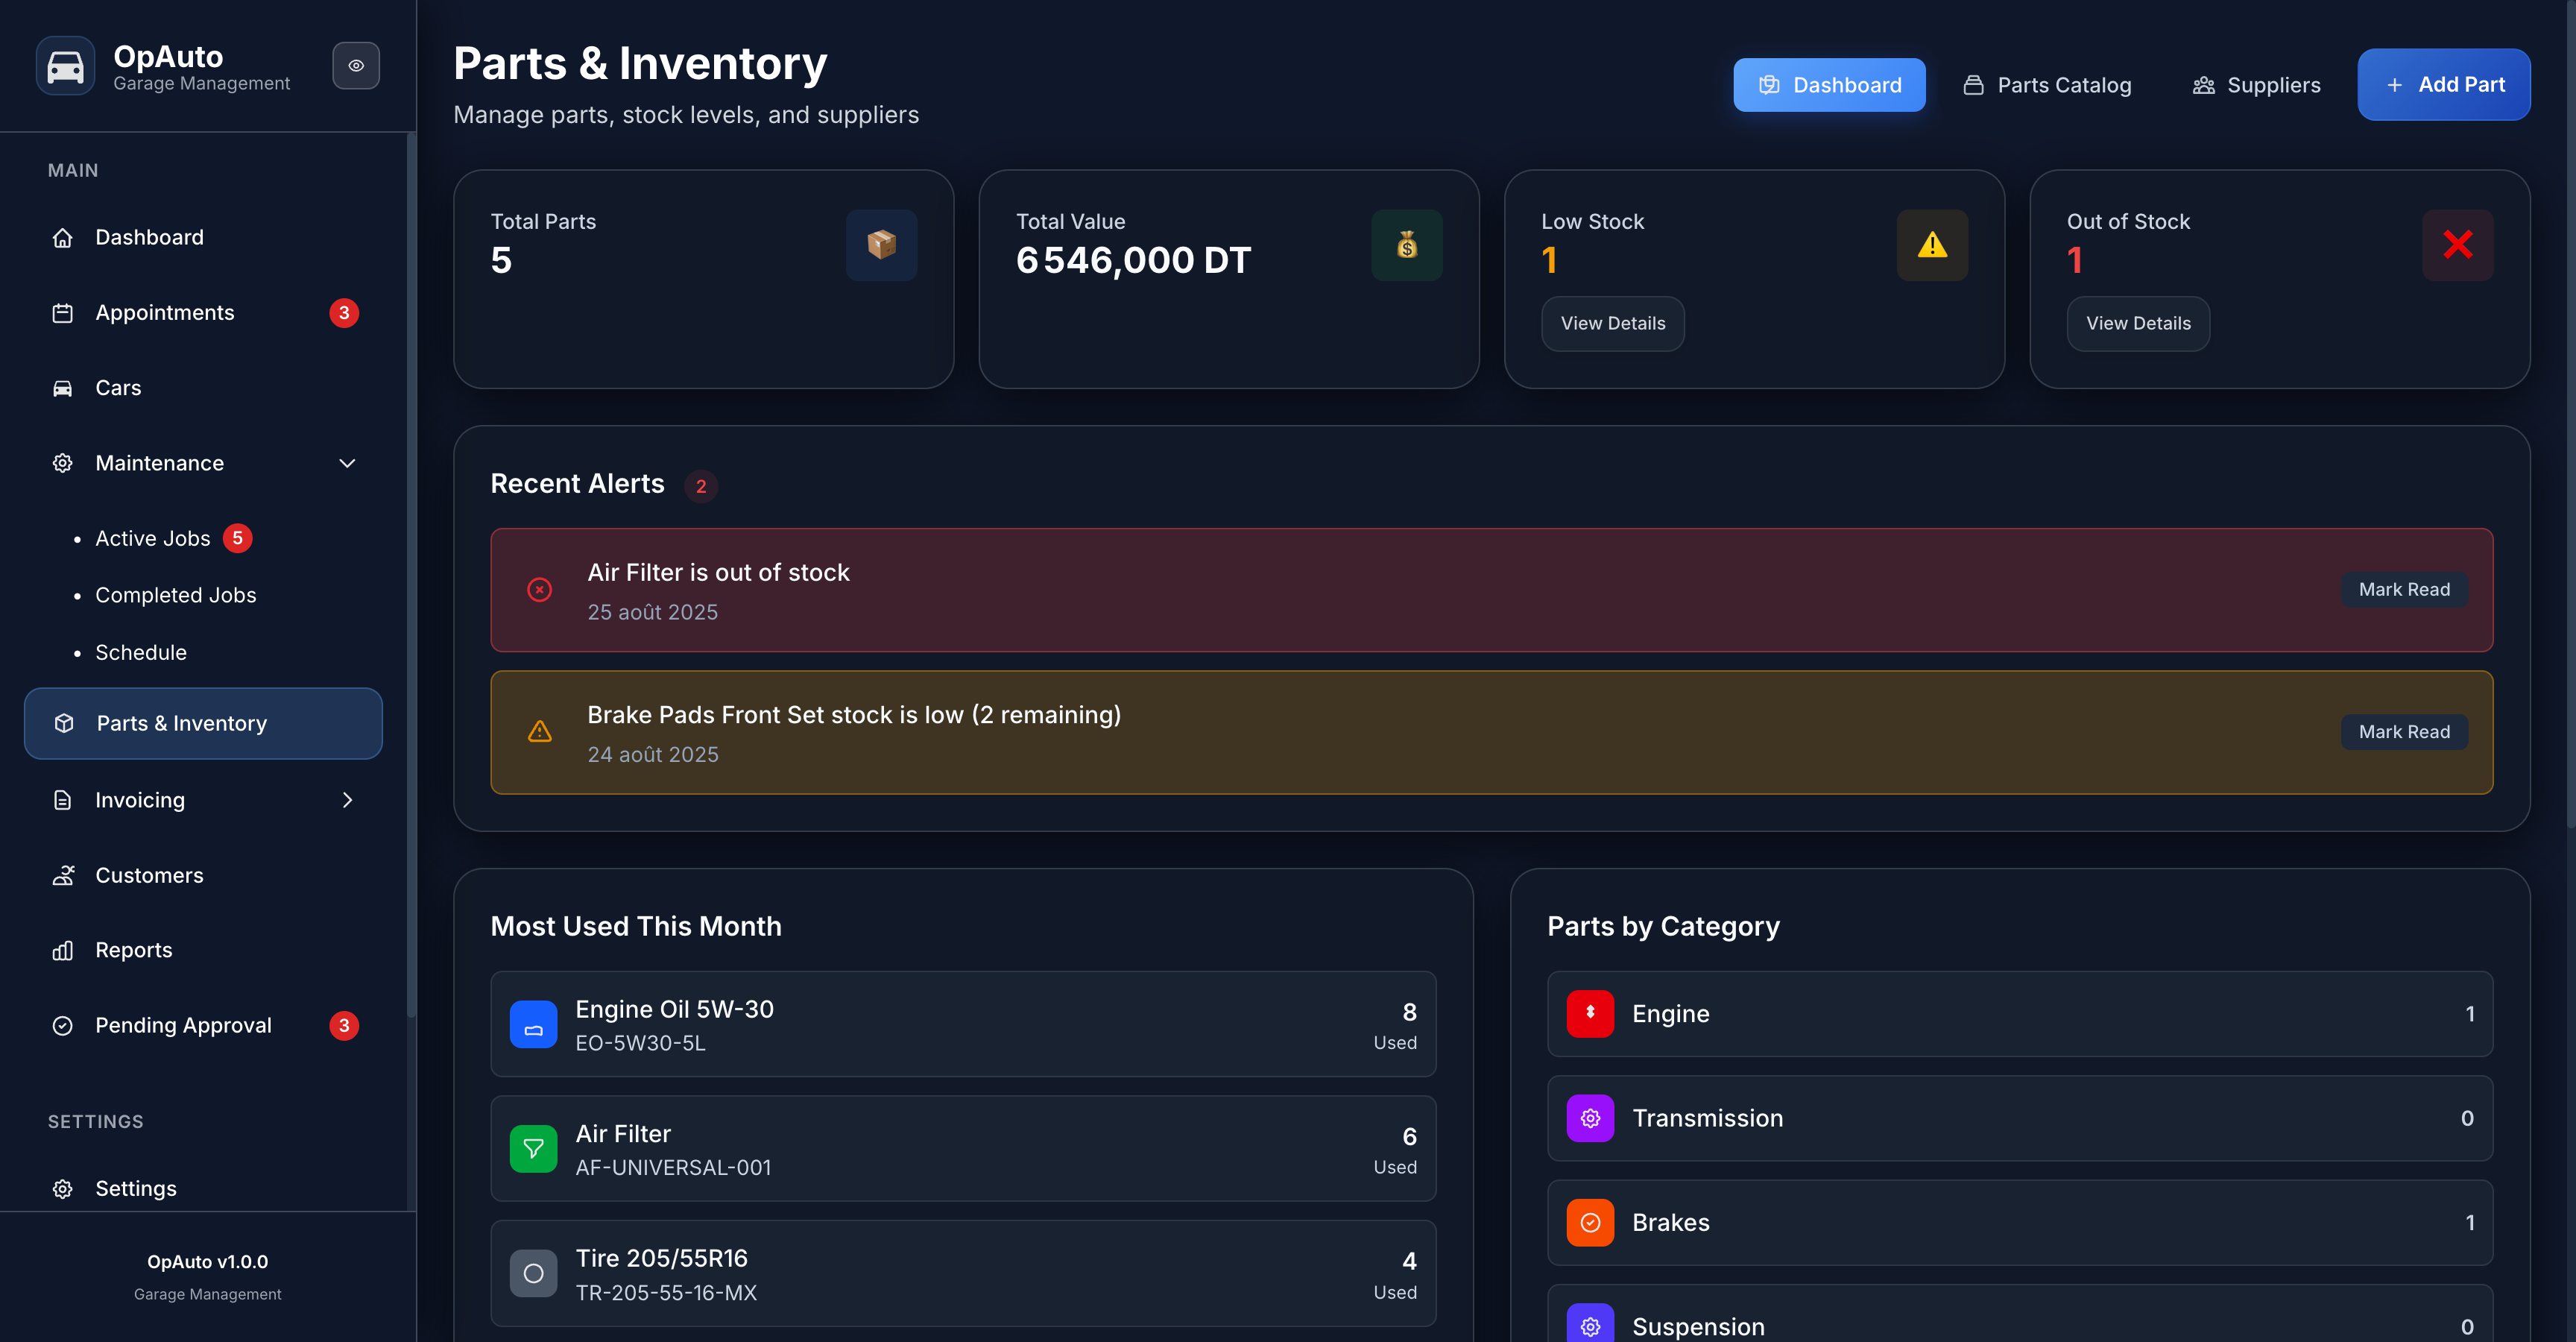 OpAuto
Garage Management
MAIN
Dashboard
Appointments 3
Cars
Maintenance
• Active Jobs 5
• Completed Jobs
• Schedule
Parts & Inventory
Invoicing
Customers
Reports
Pending Approval 3
SETTINGS
Settings
OpAuto v1.0.0
Garage Management
Parts & Inventory
Manage parts, stock levels, and suppliers
Dashboard
Parts Catalog
Suppliers
+ Add Part
Total Parts
5
Total Value
6 546,000 DT
Low Stock
1
View Details
Out of Stock
1
View Details
Recent Alerts 2
Air Filter is out of stock
25 août 2025
Mark Read
Brake Pads Front Set stock is low (2 remaining)
24 août 2025
Mark Read
Most Used This Month
Engine Oil 5W-30
EO-5W30-5L
8
Used
Air Filter
AF-UNIVERSAL-001
6
Used
Tire 205/55R16
TR-205-55-16-MX
4
Used
Parts by Category
Engine 1
Transmission 0
Brakes 1
Suspension 0